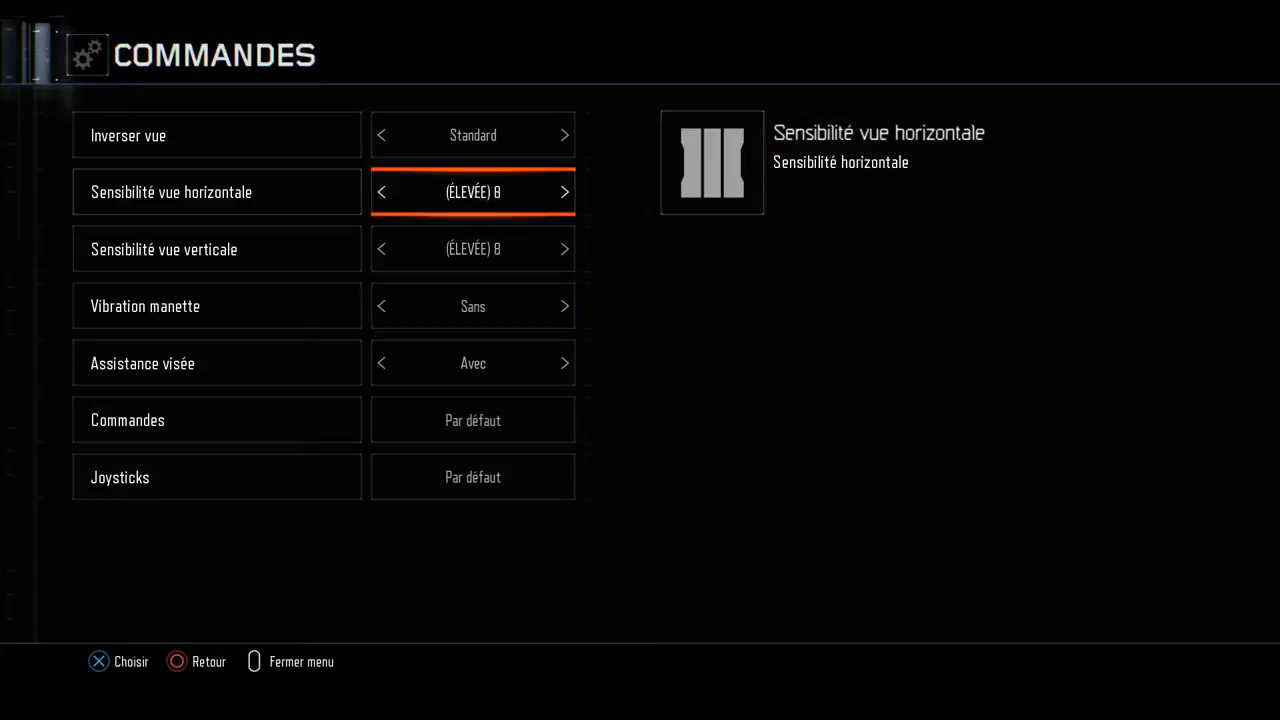 COMMANDES
Inverser vue
Standard
Sensibilité vue horizontale
(ÉLEVÉE) 8
Sensibilité vue verticale
(ÉLEVÉE) 8
Vibration manette
Sans
Assistance visée
Avec
Commandes
Par défaut
Joysticks
Par défaut
Sensibilité vue horizontale
Sensibilité horizontale
Choisir
Retour
Fermer menu